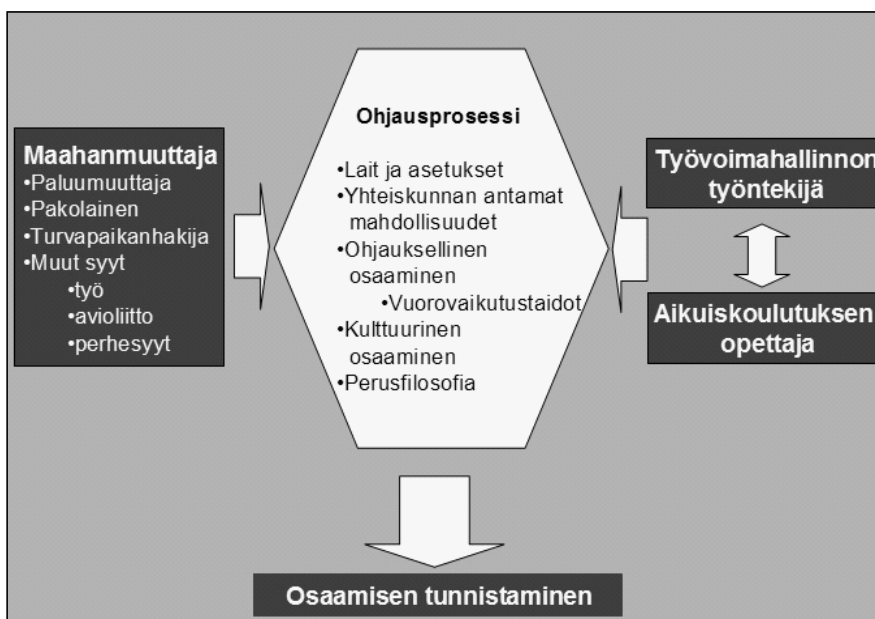 Maahanmuuttaja
•Paluumuuttaja
•Pakolainen
•Turvapaikanhakija
•Muut syyt
•työ
•avioliitto
•perhesyyt
Ohjausprosessi
•Lait ja asetukset
•Yhteiskunnan antamat
mahdollisuudet
•Ohjauksellinen
osaaminen
•Vuorovaikutustaidot
•Kulttuurinen
osaaminen
•Perusfilosofia
Työvoimahallinnon
työntekijä
Aikuiskoulutuksen
opettaja
Osaamisen tunnistaminen